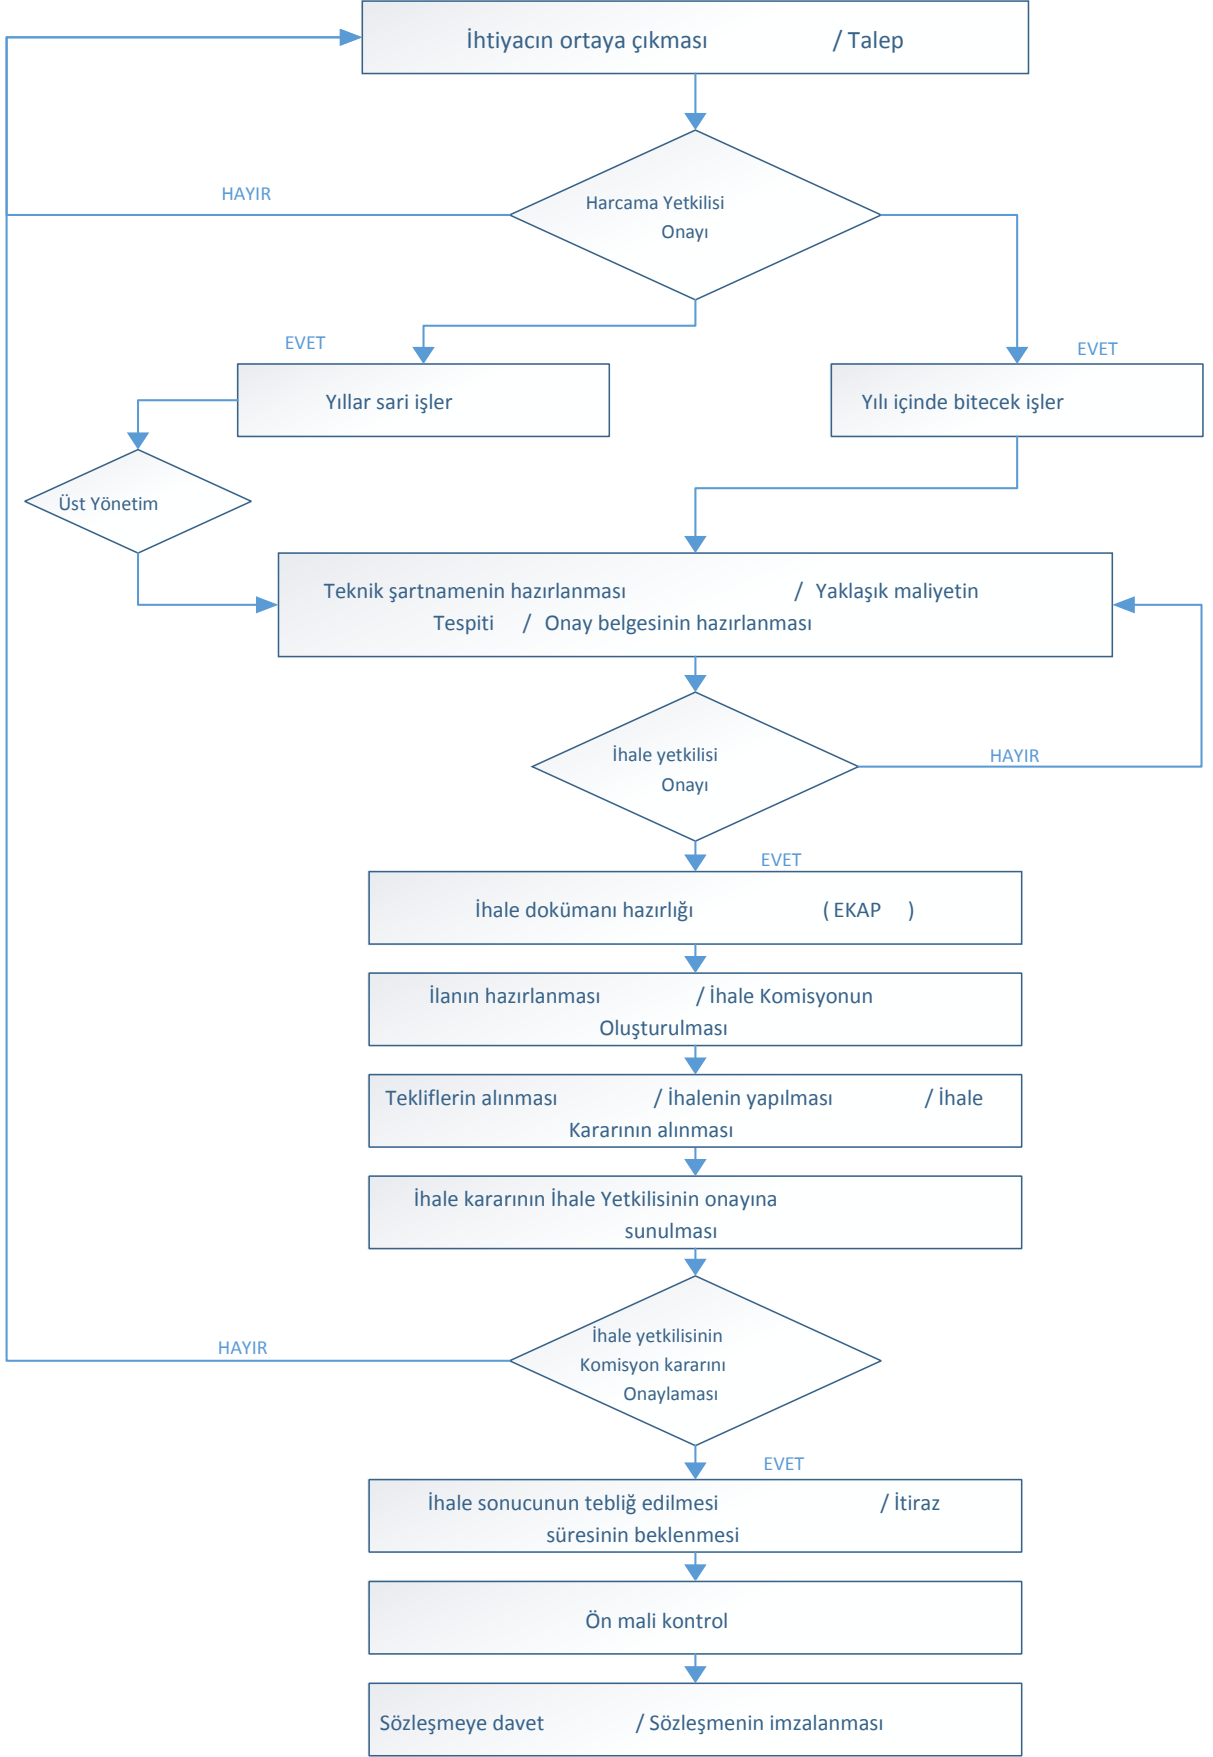 İhtiyacın ortaya çıkması / Talep
HAYIR
Harcama Yetkilisi
Onayı
EVET
EVET
Yıllar sari işler
Yılı içinde bitecek işler
Üst Yönetim
Teknik şartnamenin hazırlanması / Yaklaşık maliyetin
Tespiti / Onay belgesinin hazırlanması
İhale yetkilisi
Onayı
HAYIR
EVET
İhale dokümanı hazırlığı ( EKAP )
İlanın hazırlanması / İhale Komisyonun
Oluşturulması
Tekliflerin alınması / İhalenin yapılması / İhale
Kararının alınması
İhale kararının İhale Yetkilisinin onayına
sunulması
HAYIR
İhale yetkilisinin
Komisyon kararını
Onaylaması
EVET
İhale sonucunun tebliğ edilmesi / İtiraz
süresinin beklenmesi
Ön mali kontrol
Sözleşmeye davet / Sözleşmenin imzalanması